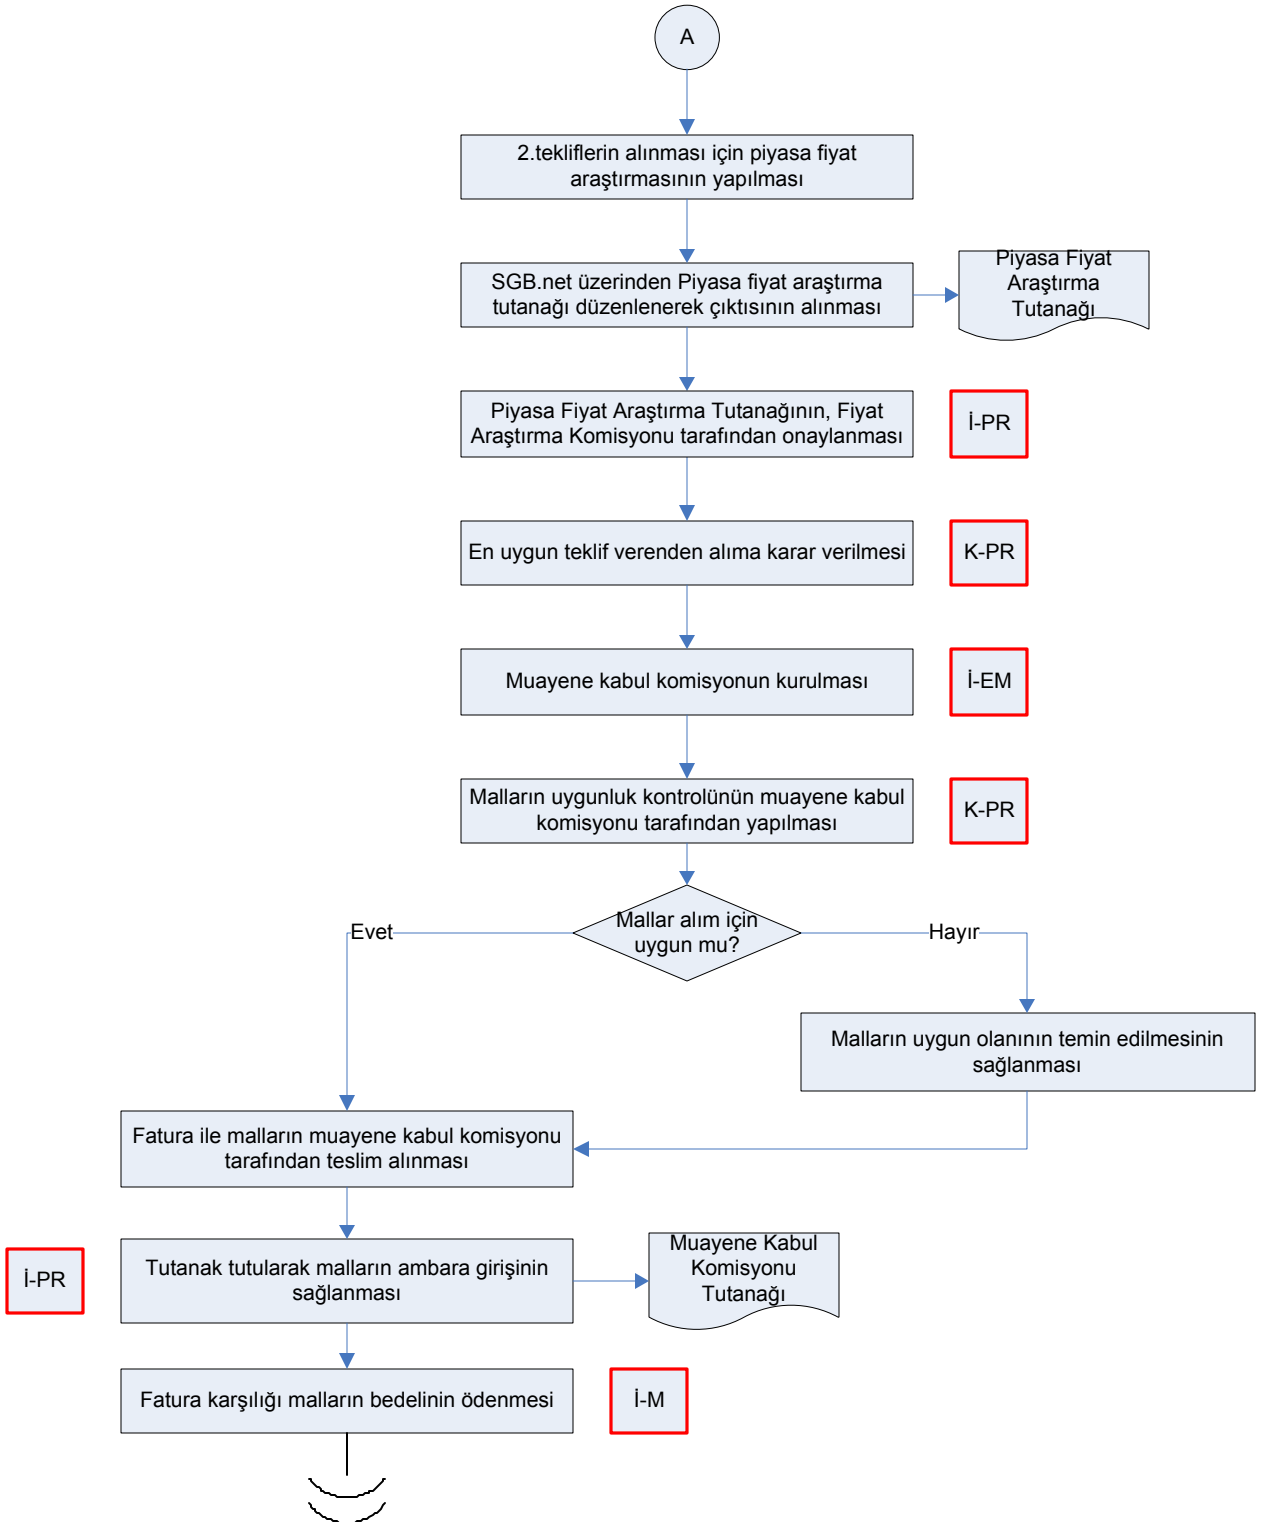 A
2.tekliflerin alınması için piyasa fiyat
araştırmasının yapılması
SGB.net üzerinden Piyasa fiyat araştırma
tutanağı düzenlenerek çıktısının alınması
Piyasa Fiyat
Araştırma
Tutanağı
Piyasa Fiyat Araştırma Tutanağının, Fiyat
Araştırma Komisyonu tarafından onaylanması
İ-PR
En uygun teklif verenden alıma karar verilmesi
K-PR
Muayene kabul komisyonun kurulması
İ-EM
Malların uygunluk kontrolünün muayene kabul
komisyonu tarafından yapılması
K-PR
Mallar alım için
uygun mu?
Evet
Hayır
Malların uygun olanının temin edilmesinin
sağlanması
Fatura ile malların muayene kabul komisyonu
tarafından teslim alınması
İ-PR
Tutanak tutularak malların ambara girişinin
sağlanması
Muayene Kabul
Komisyonu
Tutanağı
Fatura karşılığı malların bedelinin ödenmesi
İ-M